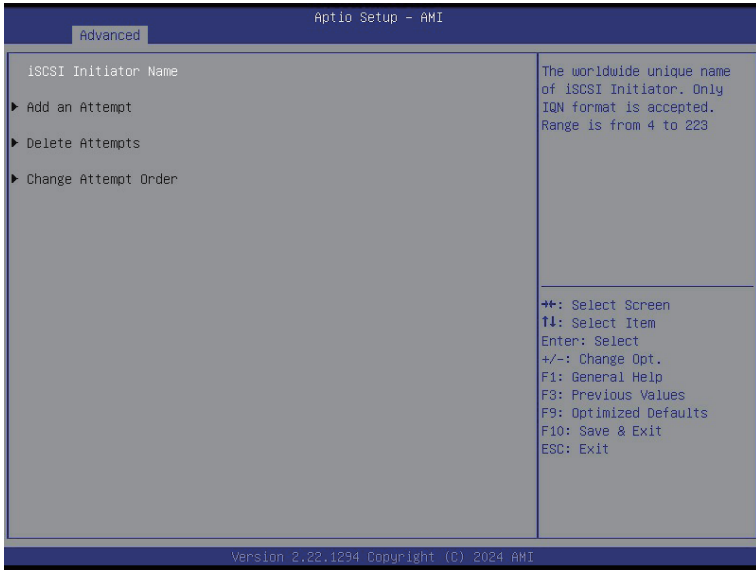 Aptio Setup - AMI
Advanced
iSCSI Initiator Name
Add an Attempt
Delete Attempts
Change Attempt Order
The worldwide unique name
of iSCSI Initiator. Only
IQN format is accepted.
Range is from 4 to 223
→←: Select Screen
↑↓: Select Item
Enter: Select
+/-: Change Opt.
F1: General Help
F3: Previous Values
F9: Optimized Defaults
F10: Save & Exit
ESC: Exit
Version 2.22.1294 Copyright (C) 2024 AMI